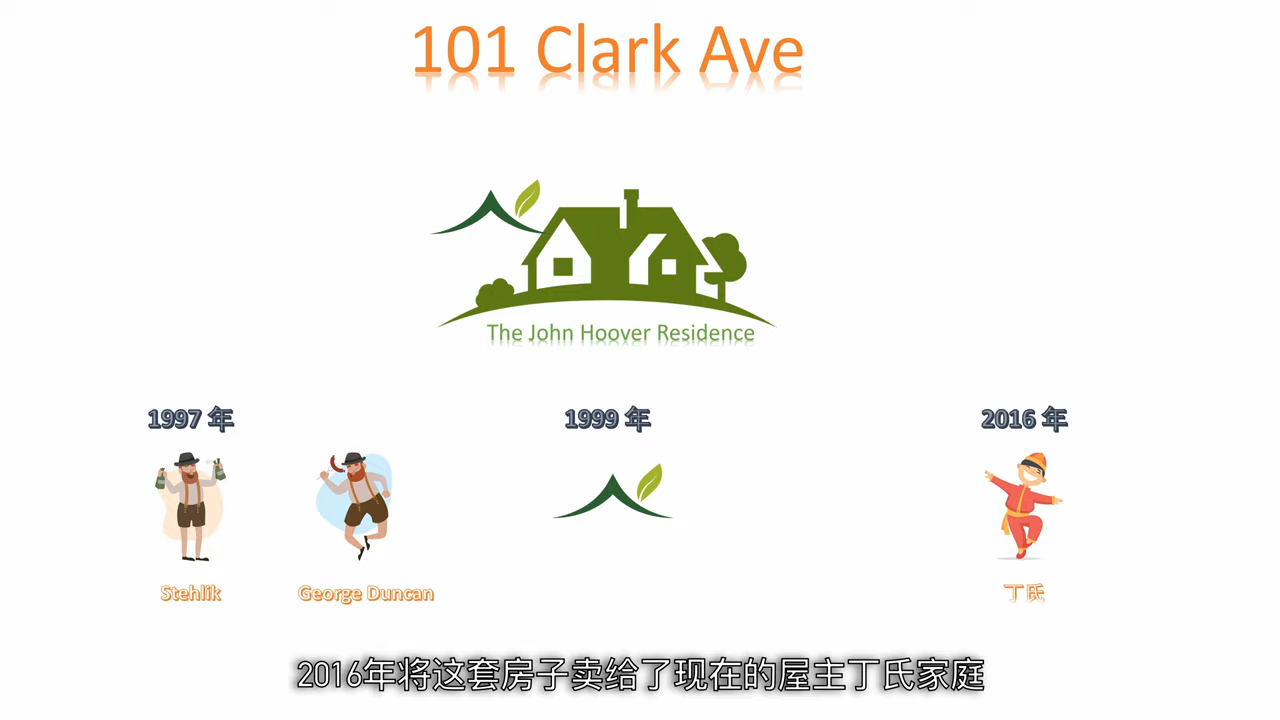 101 Clark Ave
The John Hoover Residence
1997 年
1999 年
2016 年
Stehlik
George Duncan
丁氏
2016年将这套房子卖给了现在的屋主丁氏家庭